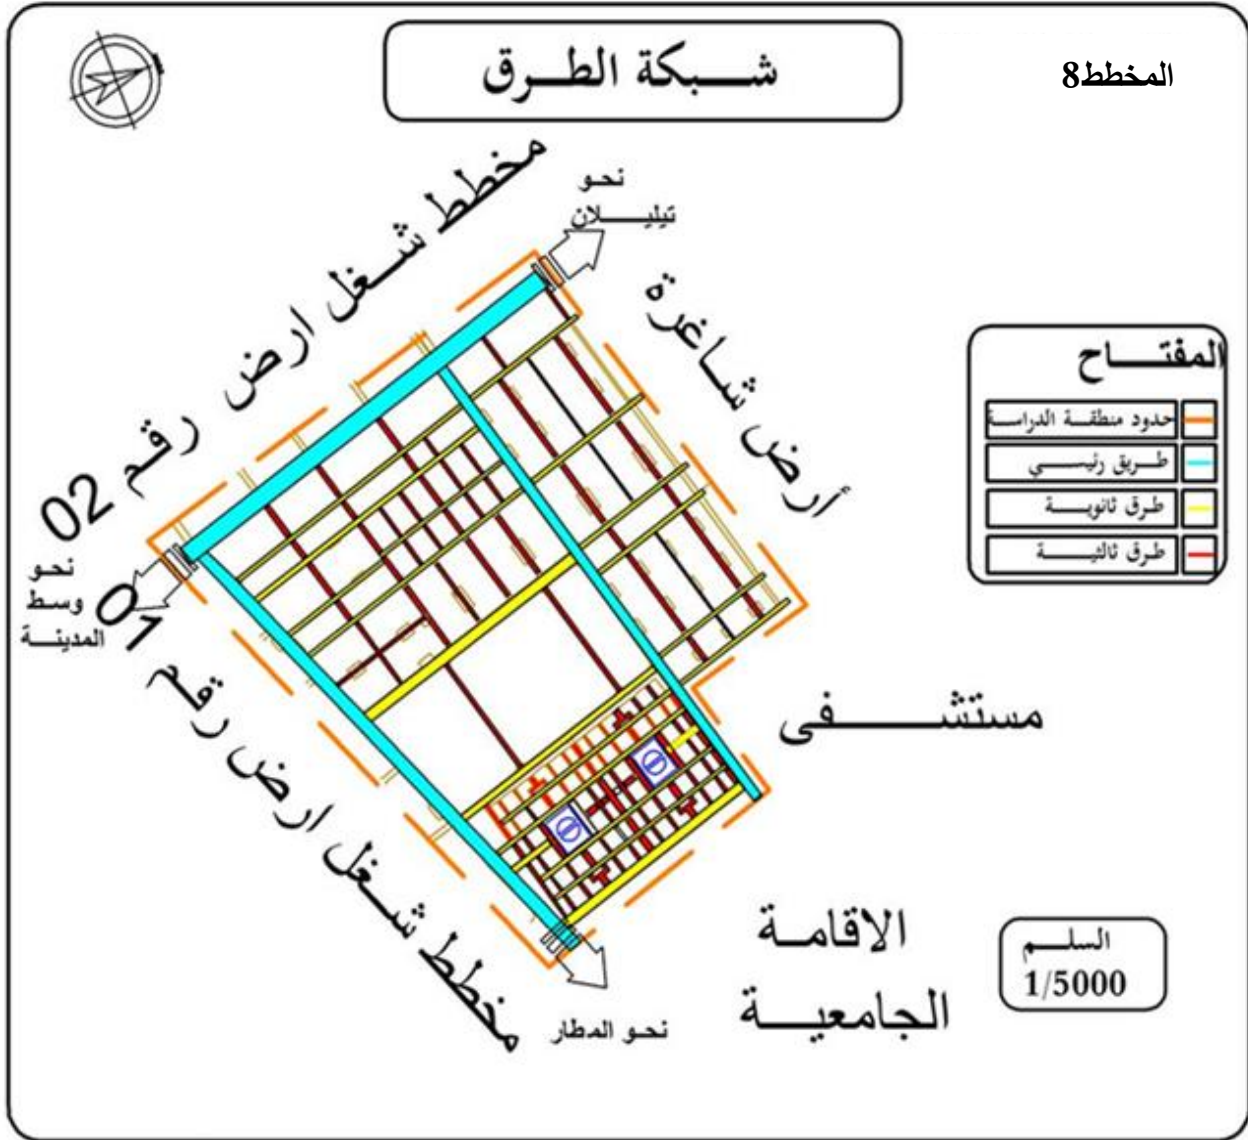 المخطط8
شبكة الطرق
نحو
تيليلان
مخطط شغل ارض رقم 02
أرض شاغرة
المفتاح
حدود منطقة الدراسة
طريق رئيسي
طرق ثانوية
طرق ثالثية
نحو
وسط
المدينة
مخطط شغل ارض رقم 01
مستشفى
الاقامة
الجامعية
السلم
1/5000
نحو المطار